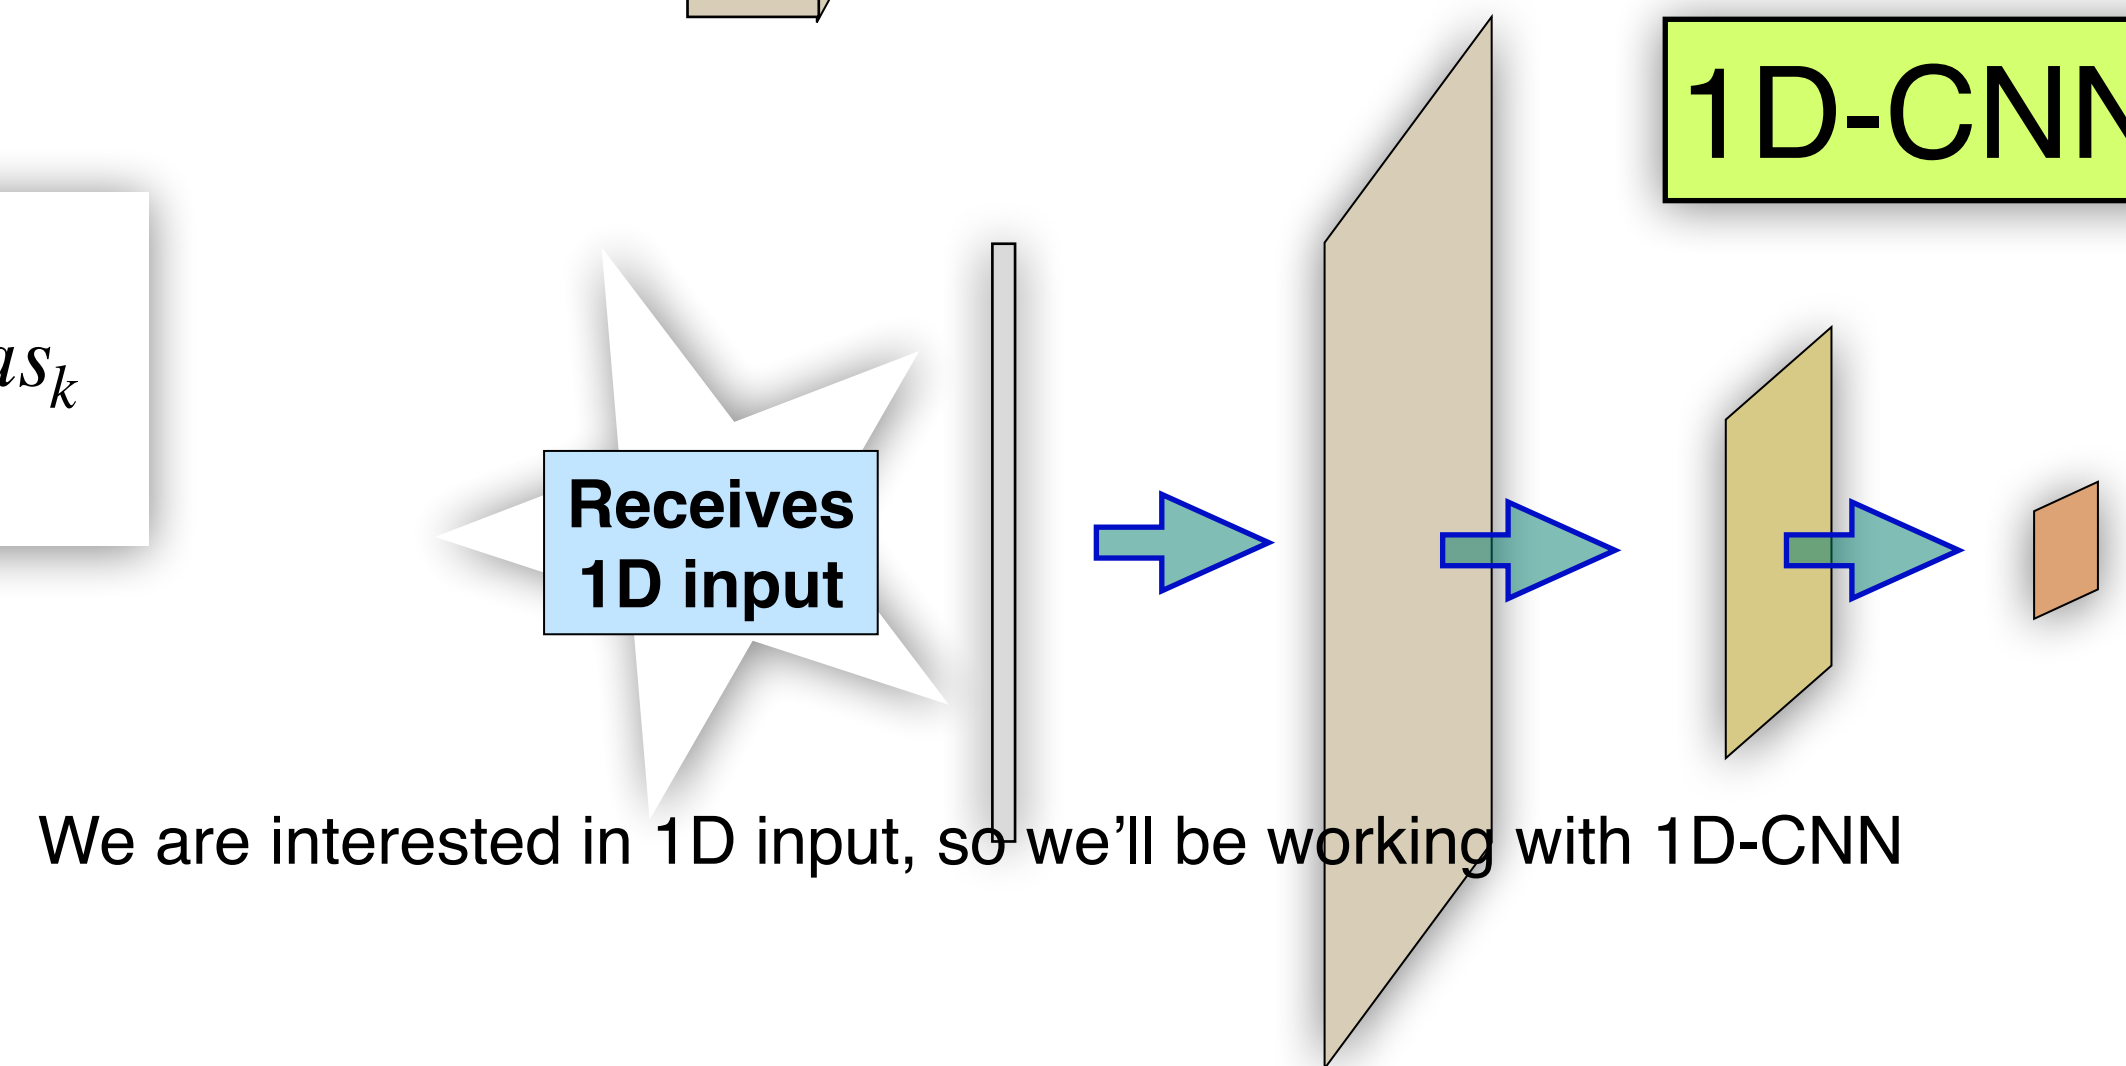 1D-CNN
as_k
Receives
1D input
We are interested in 1D input, so we’ll be working with 1D-CNN